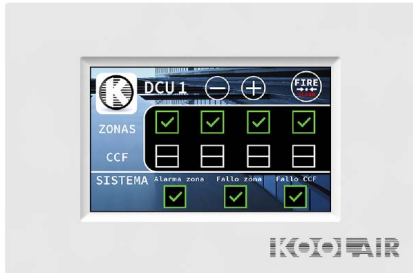 DCU 1
FIRE
ZONAS
CCF
SISTEMA Alarma zona Fallo zona Fallo CCF
KOOLAIR